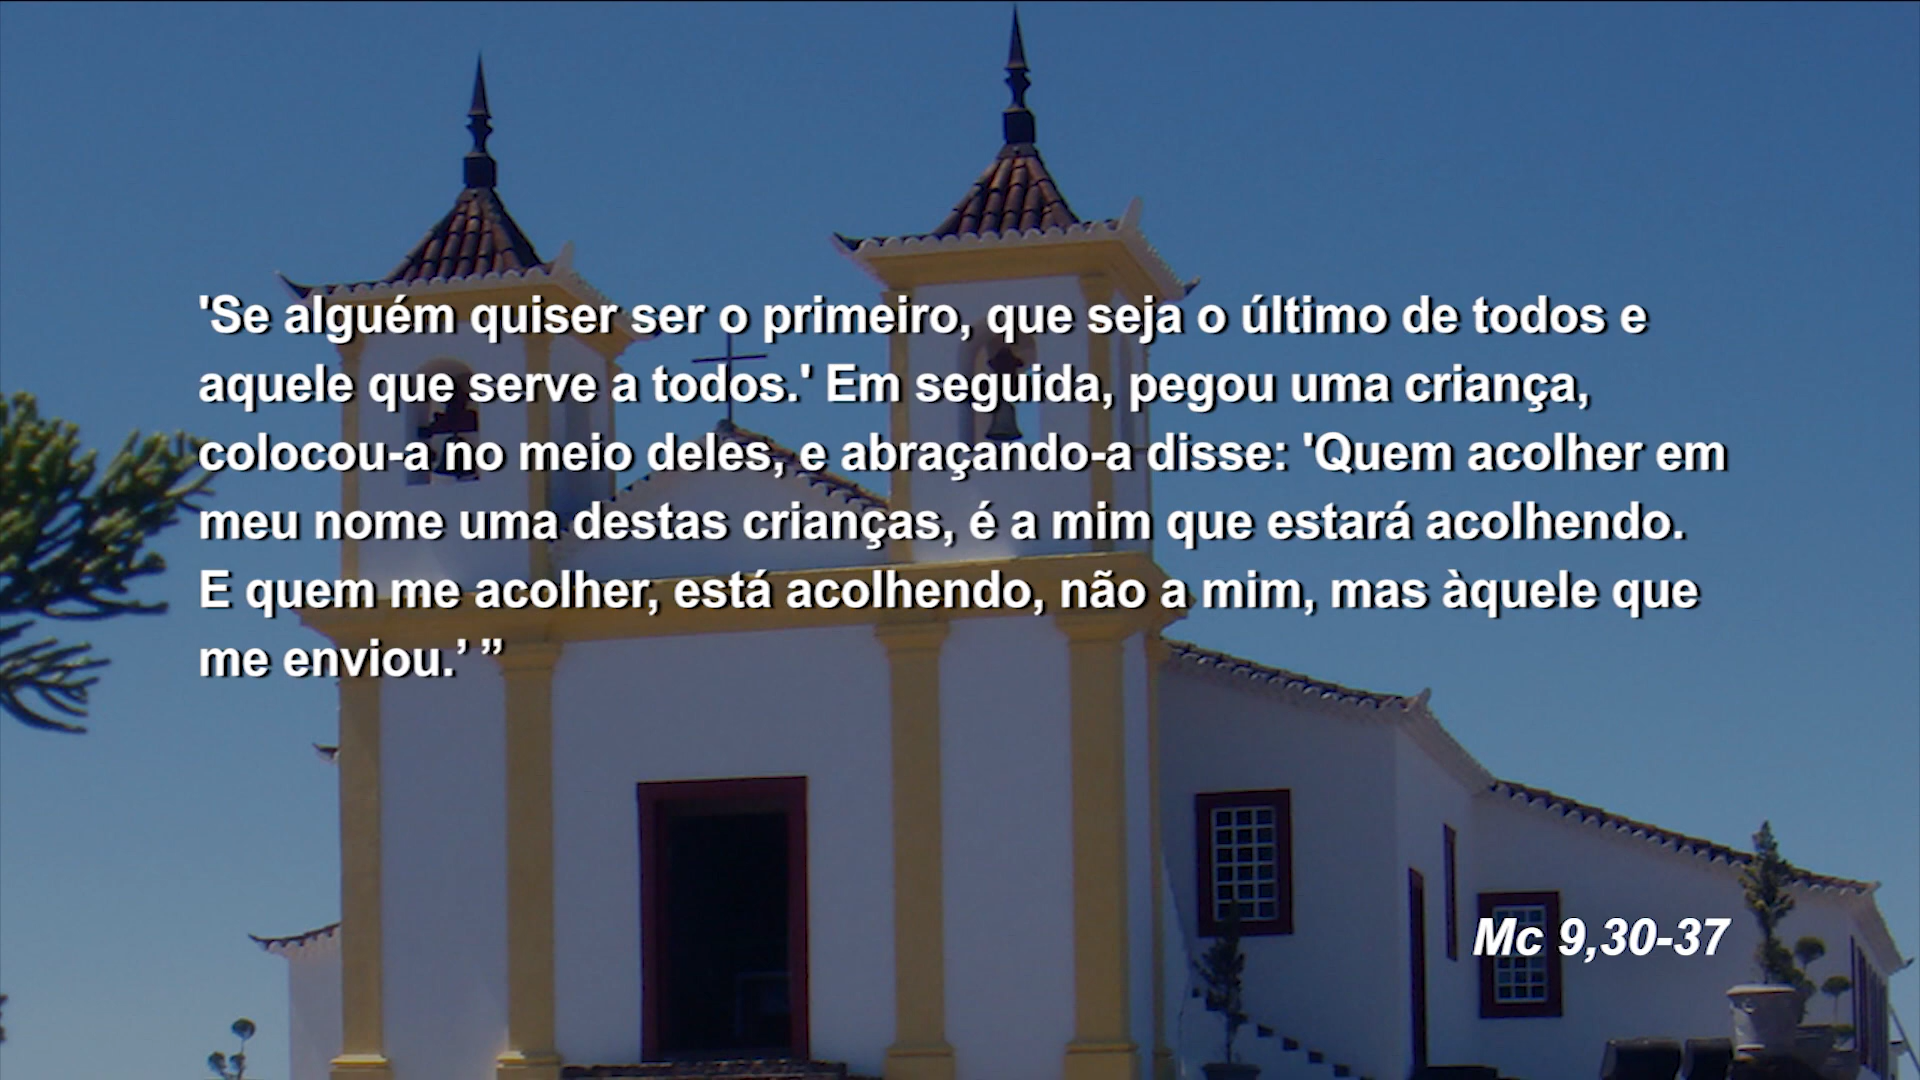 'Se alguém quiser ser o primeiro, que seja o último de todos e
aquele que serve a todos.' Em seguida, pegou uma criança,
colocou-a no meio deles, e abraçando-a disse: 'Quem acolher em
meu nome uma destas crianças, é a mim que estará acolhendo.
E quem me acolher, está acolhendo, não a mim, mas àquele que
me enviou.’ ”
Mc 9,30-37